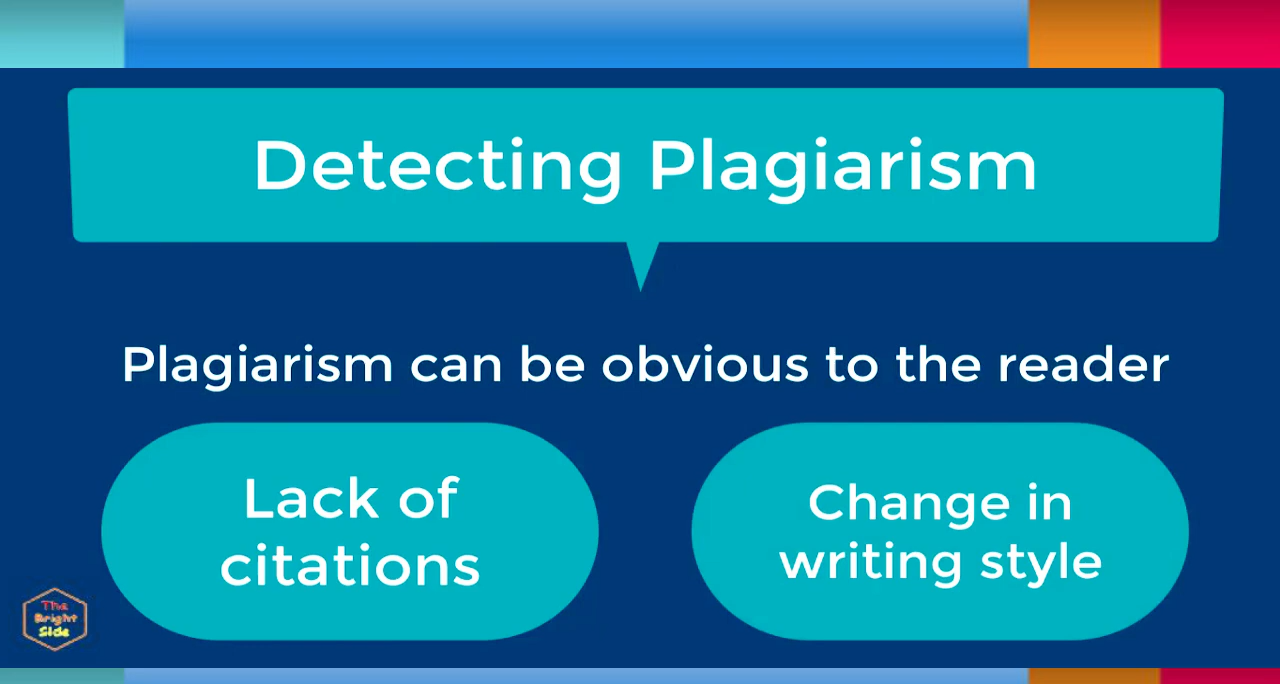 Detecting Plagiarism
Plagiarism can be obvious to the reader
Lack of
citations
Change in
writing style
The
Bright
Side